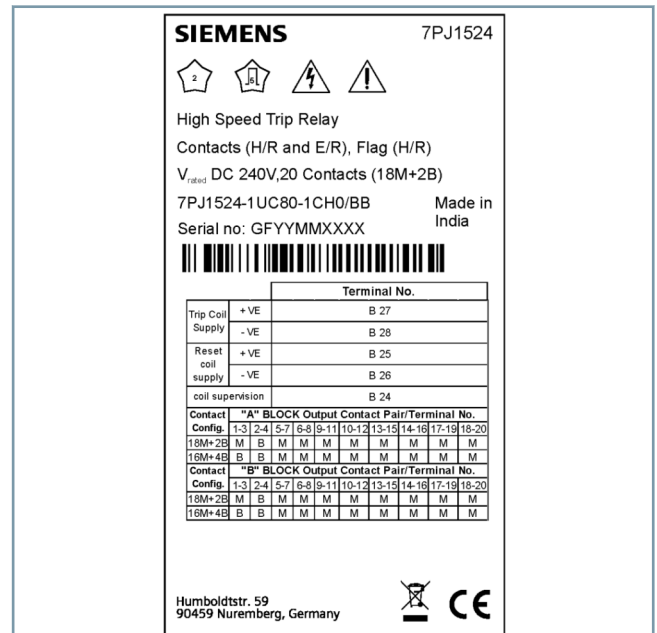 SIEMENS 7PJ1524
2 5
High Speed Trip Relay
Contacts (H/R and E/R), Flag (H/R)
Vrated DC 240V,20 Contacts (18M+2B)
7PJ1524-1UC80-1CH0/BB Made in
Serial no: GFYYMMXXXX India
Terminal No.
Trip Coil Supply +VE B 27
-VE B 28
Reset coil supply +VE B 25
-VE B 26
coil supervision B 24
Contact "A" BLOCK Output Contact Pair/Terminal No.
Config. 1-3 2-4 5-7 6-8 9-11 10-12 13-15 14-16 17-19 18-20
18M+2B M B M M M M M M M M
16M+4B B B M M M M M M M M
Contact "B" BLOCK Output Contact Pair/Terminal No.
Config. 1-3 2-4 5-7 6-8 9-11 10-12 13-15 14-16 17-19 18-20
18M+2B M B M M M M M M M M
16M+4B B B M M M M M M M M
Humboldtstr. 59
90459 Nuremberg, Germany CE